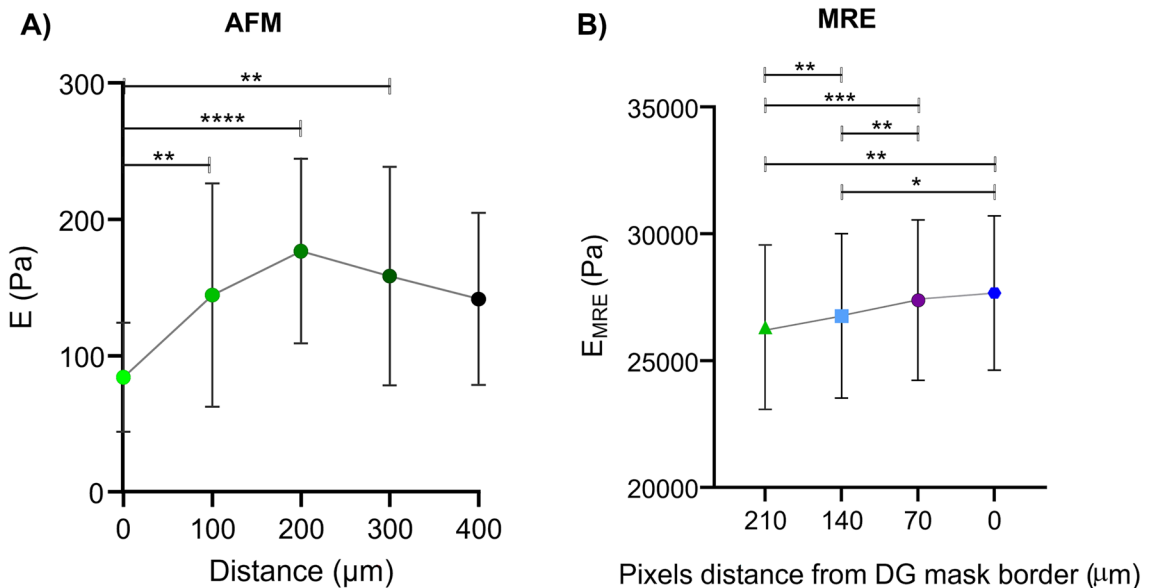 A)
AFM
**
****
**
300
200
100
0
E (Pa)
0 100 200 300 400
Distance (µm)
B)
MRE
**
***
**
**
*
35000
30000
25000
20000
EMRE (Pa)
210 140 70 0
Pixels distance from DG mask border (µm)